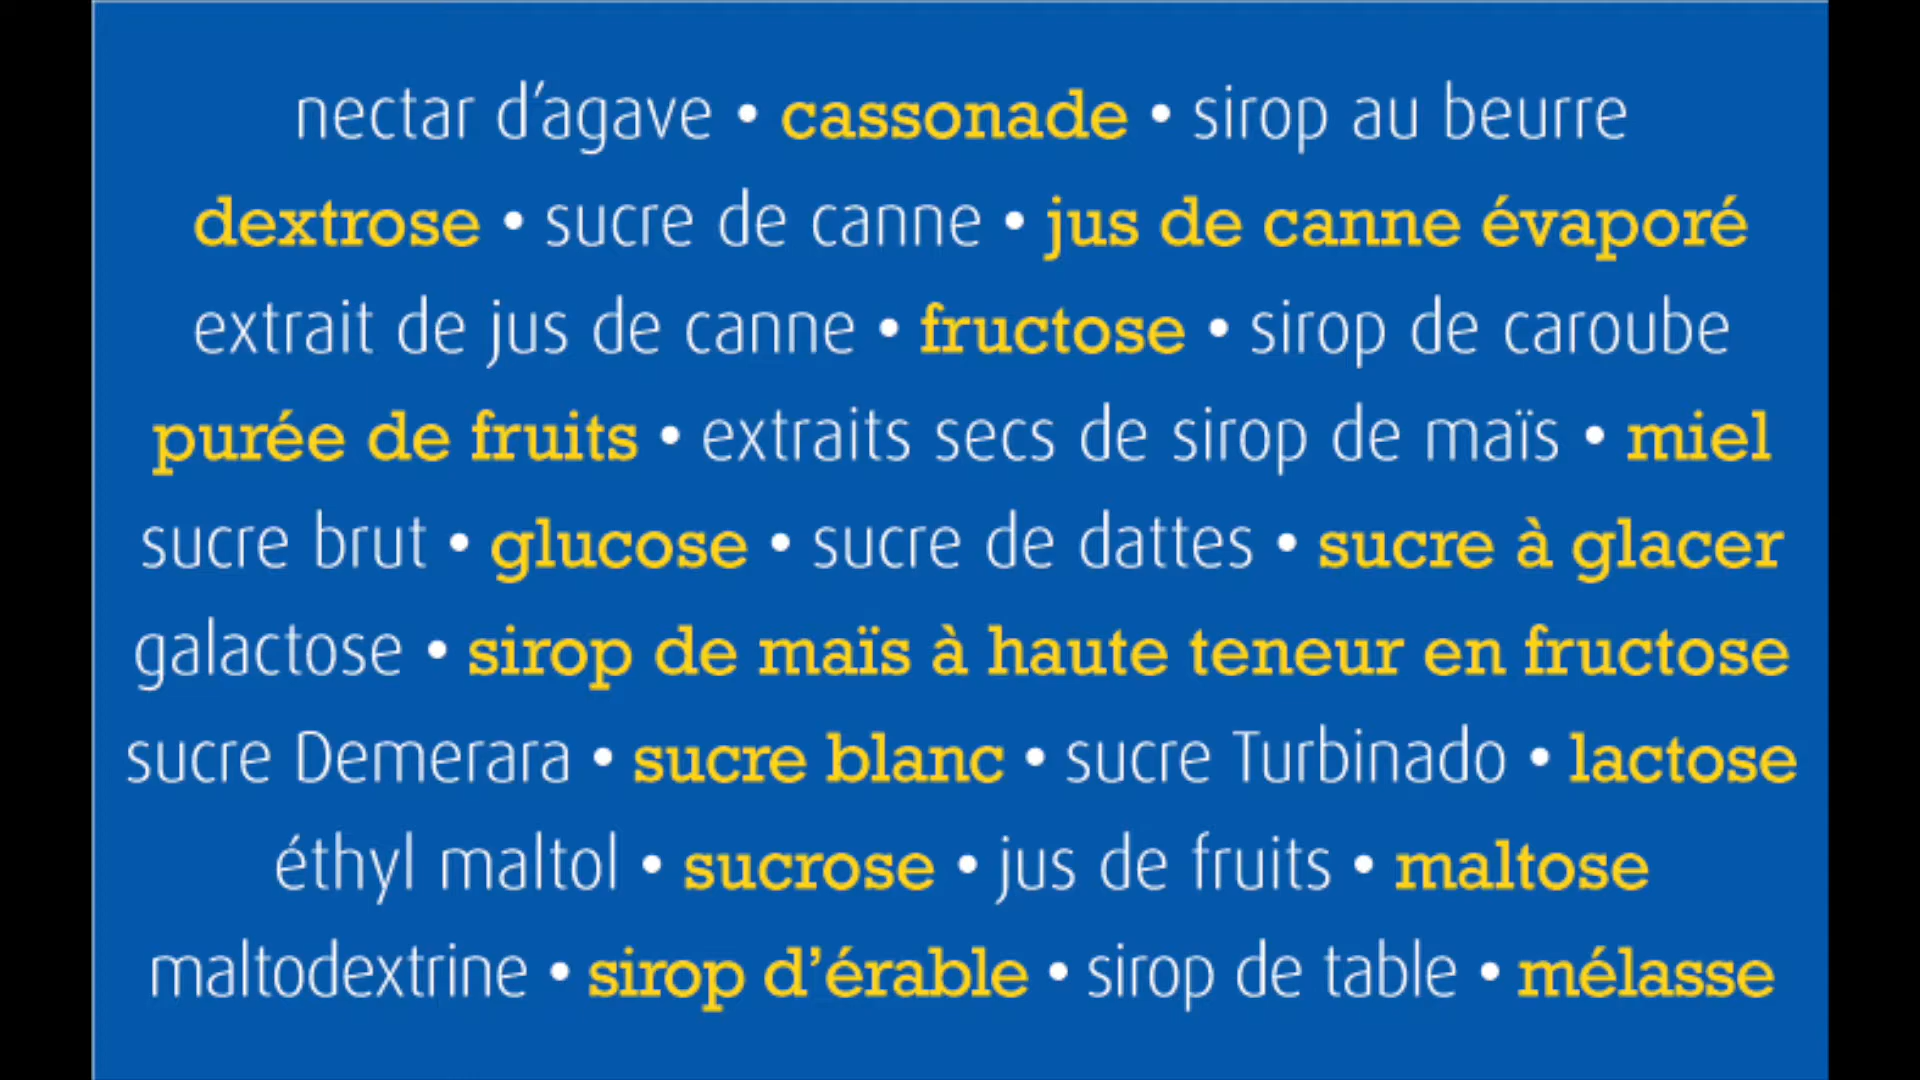 nectar d’agave • cassonade • sirop au beurre
dextrose • sucre de canne • jus de canne évaporé
extrait de jus de canne • fructose • sirop de caroube
purée de fruits • extraits secs de sirop de maïs • miel
sucre brut • glucose • sucre de dattes • sucre à glacer
galactose • sirop de maïs à haute teneur en fructose
sucre Demerara • sucre blanc • sucre Turbinado • lactose
éthyl maltol • sucrose • jus de fruits • maltose
maltodextrine • sirop d’érable • sirop de table • mélasse